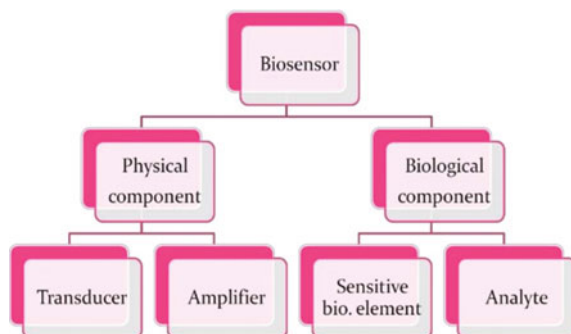 Biosensor
Physical
component
Biological
component
Transducer
Amplifier
Sensitive
bio. element
Analyte